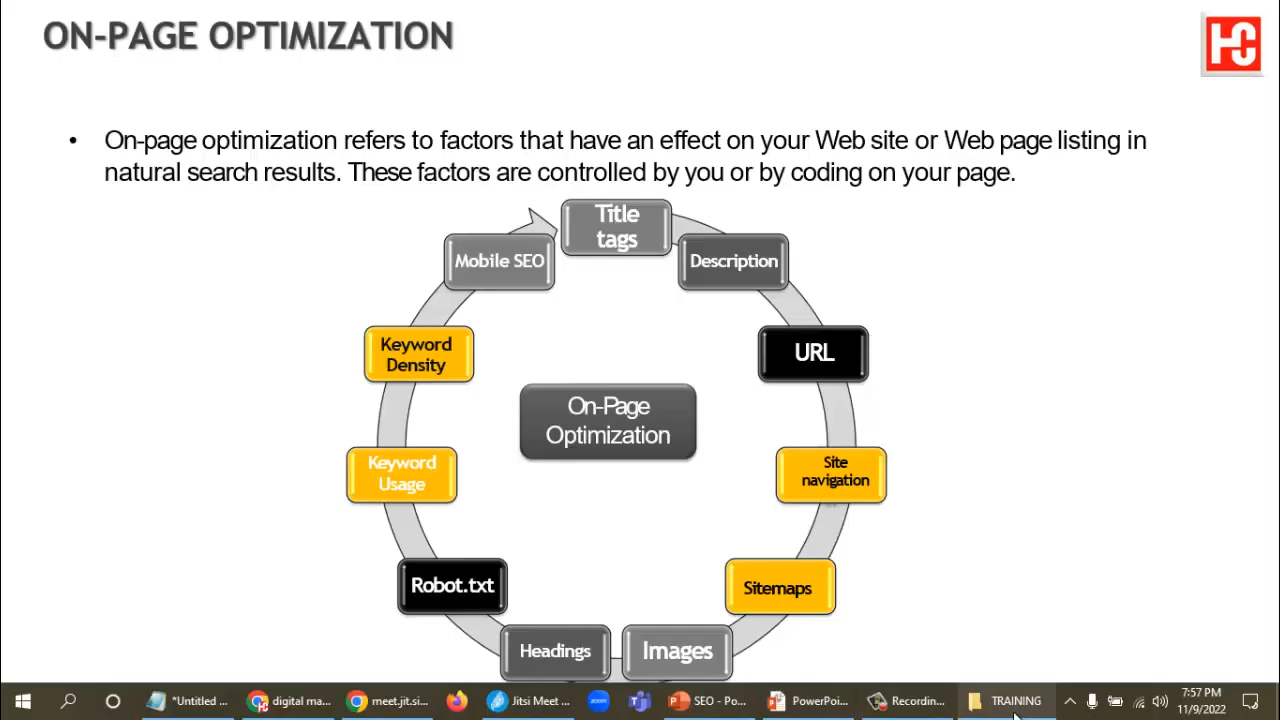 ON-PAGE OPTIMIZATION
HC
• On-page optimization refers to factors that have an effect on your Web site or Web page listing in
natural search results. These factors are controlled by you or by coding on your page.
Title
tags
Description
URL
Site
navigation
Sitemaps
Images
Headings
Robot.txt
Keyword
Usage
Keyword
Density
Mobile SEO
On-Page
Optimization
*Untitled ...
digital ma...
meet.jit.si...
Jitsi Meet ...
zoom
SEO - Po...
PowerPoi...
Recordin...
TRAINING
7:57 PM
11/9/2022